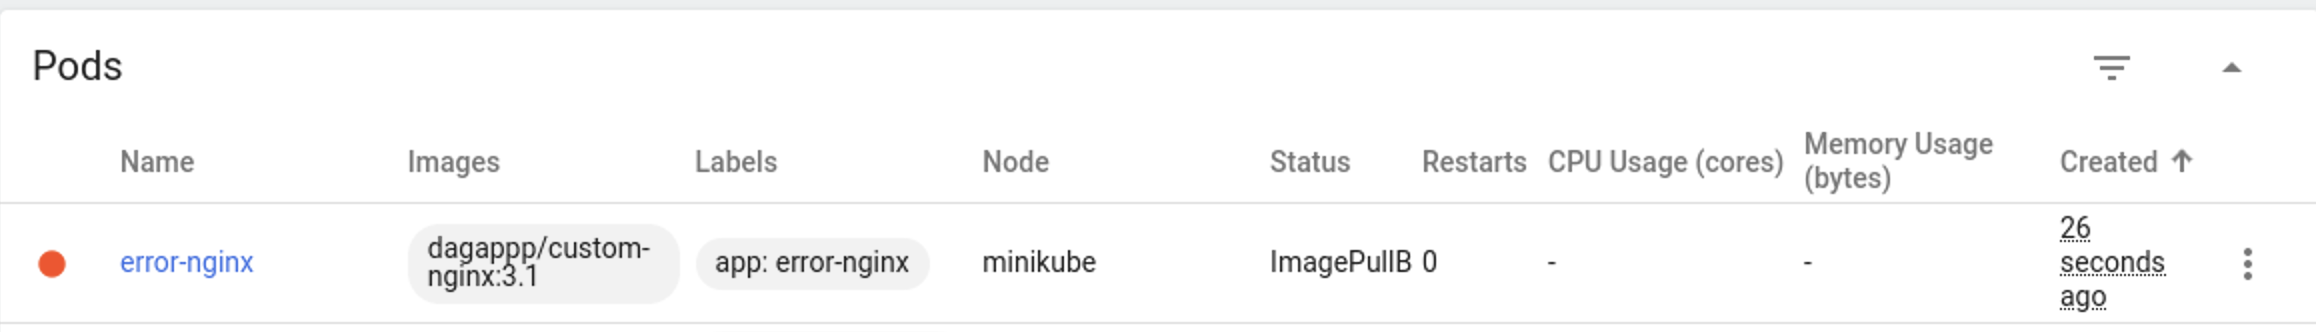 Pods
Name Images Labels Node Status Restarts CPU Usage (cores) Memory Usage (bytes) Created
error-nginx dagappp/custom-nginx:3.1 app: error-nginx minikube ImagePullB 0 - - 26 seconds ago